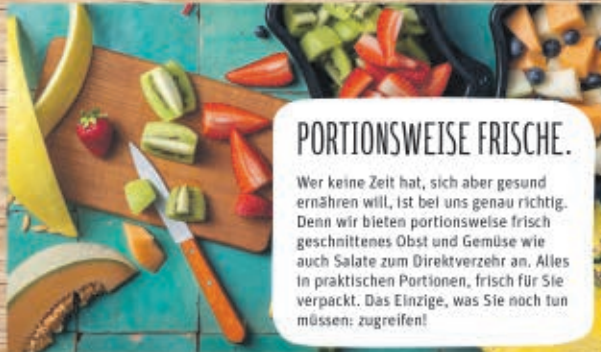 PORTIONSWEISE FRISCHE.
Wer keine Zeit hat, sich aber gesund
ernähren will, ist bei uns genau richtig.
Denn wir bieten portionsweise frisch
geschnittenes Obst und Gemüse wie
auch Salate zum Direktverzehr an. Alles
in praktischen Portionen, frisch für Sie
verpackt. Das Einzige, was Sie noch tun
müssen: zugreifen!